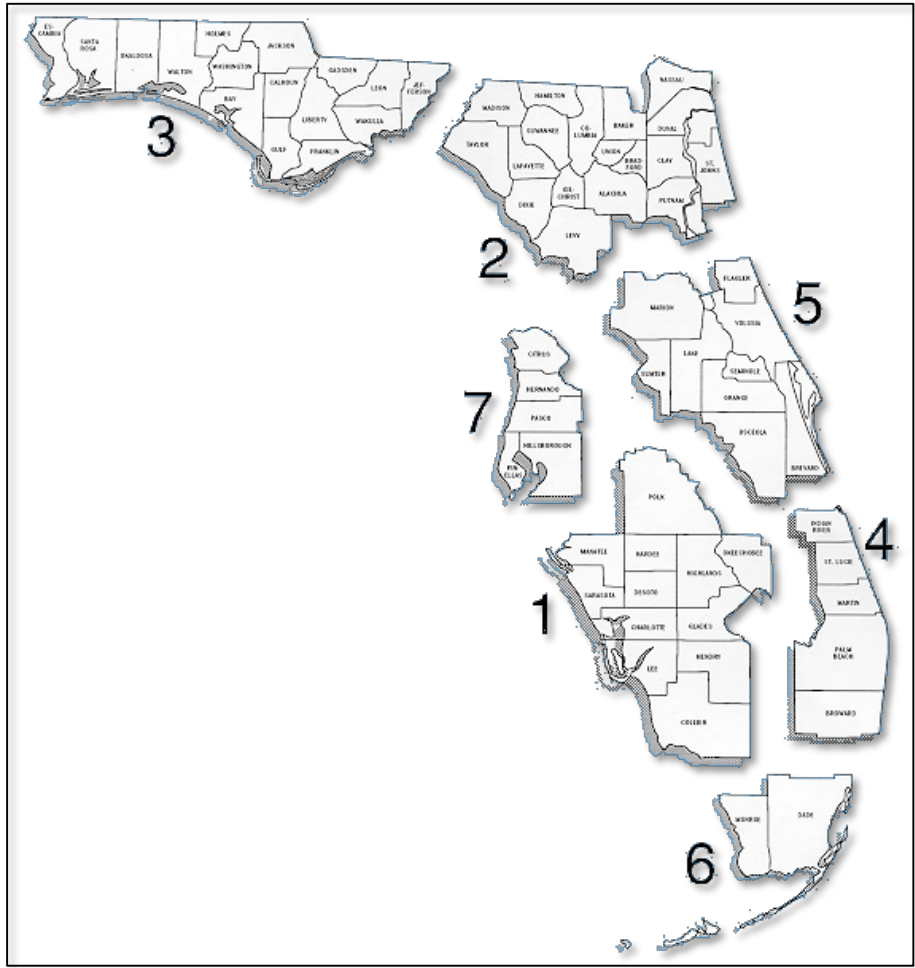 ES-
CAMBIA
SANTA
ROSA
OKALOOSA
WALTON
HOLMES
WASHINGTON
BAY
JACKSON
CALHOUN
GULF
GADSDEN
LIBERTY
FRANKLIN
LEON
WAKULLA
JEF-
FERSON
3
MADISON
TAYLOR
HAMILTON
SUWANNEE
LAFAYETTE
DIXIE
CO-
LUMBIA
GIL-
CHRIST
LEVY
BAKER
UNION
BRAD-
FORD
ALACHUA
NASSAU
DUVAL
CLAY
PUTNAM
ST.
JOHNS
2
FLAGLER
MARION
VOLUSIA
LAKE
SUMTER
SEMINOLE
ORANGE
OSCEOLA
BREVARD
5
CITRUS
HERNANDO
PASCO
HILLSBOROUGH
PIN
ELLAS
7
POLK
MANATEE
HARDEE
OKEECHOBEE
HIGHLANDS
SARASOTA
DESOTO
CHARLOTTE
GLADES
LEE
HENDRY
COLLIER
1
INDIAN
RIVER
ST. LUCIE
MARTIN
PALM
BEACH
BROWARD
4
MONROE
DADE
6